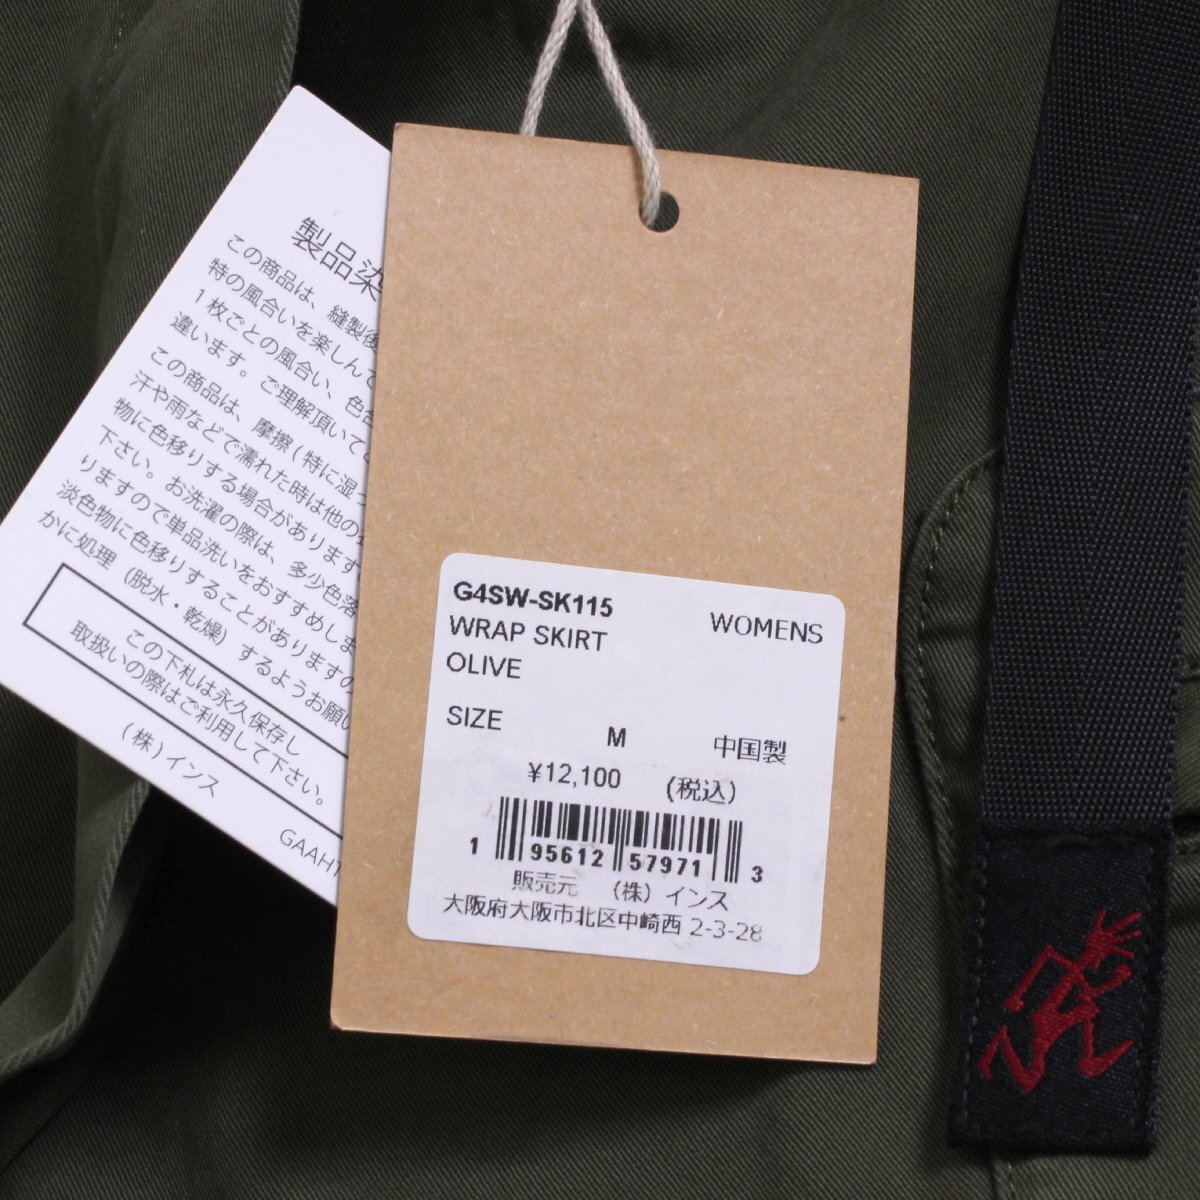 製品染
この商品は、縫製後
特の風合いを楽しんで
1枚ごとの風合い、色合
違います。ご理解頂いて
この商品は、摩擦(特に湿っ
汗や雨などで濡れた時は他の
物に色移りする場合があります
下さい。お洗濯の際は、多少色落
りますので単品洗いをおすすめしま
淡色物に色移りすることがありますの
かに処理(脱水・乾燥)するようお願い
この下札は永久保存し
取扱いの際はご利用して下さい。
(株)インス
GAAHT
G4SW-SK115
WOMENS
WRAP SKIRT
OLIVE
SIZE M 中国製
¥12,100 (税込)
1 95612 57971 3
販売元 (株)インス
大阪府大阪市北区中崎西 2-3-28